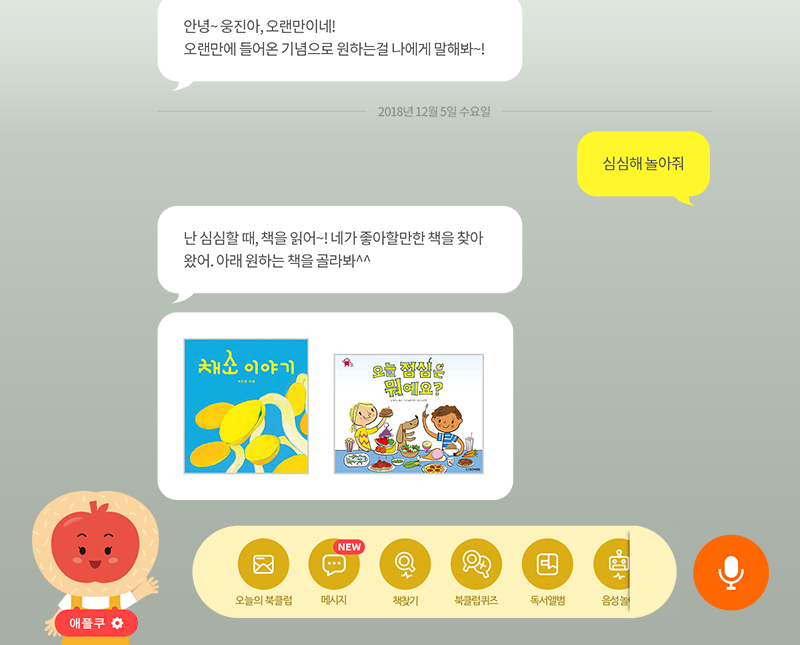 안녕~ 웅진아, 오랜만이네!
오랜만에 들어온 기념으로 원하는걸 나에게 말해봐~!
2018년 12월 5일 수요일
심심해 놀아줘
난 심심할 때, 책을 읽어~! 네가 좋아할만한 책을 찾아
왔어. 아래 원하는 책을 골라봐^^
채소 이야기
오늘 점심은
뭐예요?
NEW
오늘의 북클럽
메시지
책찾기
북클럽퀴즈
독서앨범
음성
애플쿠